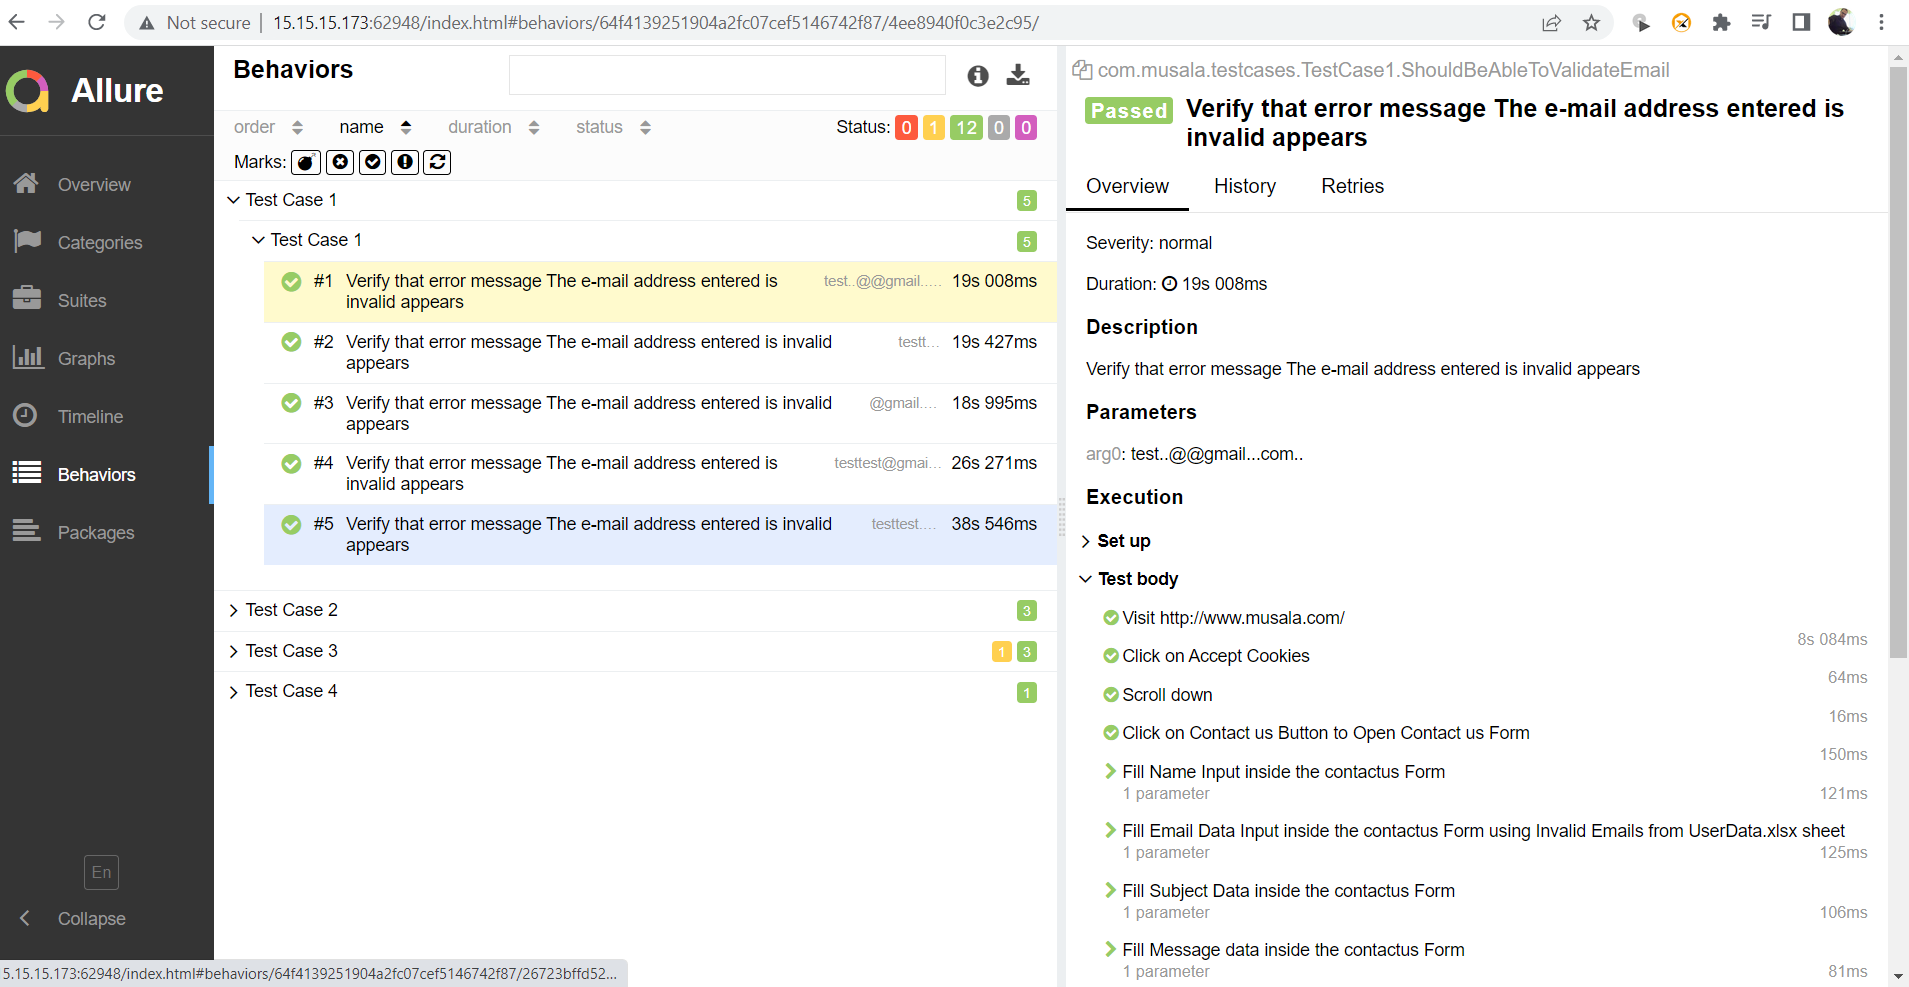 Not secure | 15.15.15.173:62948/index.html#behaviors/64f4139251904a2fc07cef5146742f87/4ee8940f0c3e2c95/
Allure
Overview
Categories
Suites
Graphs
Timeline
Behaviors
Packages
En
Collapse
Behaviors
order name duration status Status: 0 1 12 0 0
Marks:
Test Case 1 5
Test Case 1 5
#1 Verify that error message The e-mail address entered is test..@@gmail..... 19s 008ms
invalid appears
#2 Verify that error message The e-mail address entered is invalid testt... 19s 427ms
appears
#3 Verify that error message The e-mail address entered is invalid @gmail.... 18s 995ms
appears
#4 Verify that error message The e-mail address entered is testtest@gmai... 26s 271ms
invalid appears
#5 Verify that error message The e-mail address entered is invalid testtest.... 38s 546ms
appears
Test Case 2 3
Test Case 3 1 3
Test Case 4 1
com.musala.testcases.TestCase1.ShouldBeAbleToValidateEmail
Passed Verify that error message The e-mail address entered is
invalid appears
Overview History Retries
Severity: normal
Duration: 19s 008ms
Description
Verify that error message The e-mail address entered is invalid appears
Parameters
arg0: test..@@gmail...com..
Execution
Set up
Test body
Visit http://www.musala.com/
8s 084ms
Click on Accept Cookies
64ms
Scroll down
16ms
Click on Contact us Button to Open Contact us Form
150ms
Fill Name Input inside the contactus Form
1 parameter 121ms
Fill Email Data Input inside the contactus Form using Invalid Emails from UserData.xlsx sheet
1 parameter 125ms
Fill Subject Data inside the contactus Form
1 parameter 106ms
Fill Message data inside the contactus Form
1 parameter 81ms
5.15.15.173:62948/index.html#behaviors/64f4139251904a2fc07cef5146742f87/26723bffd52...